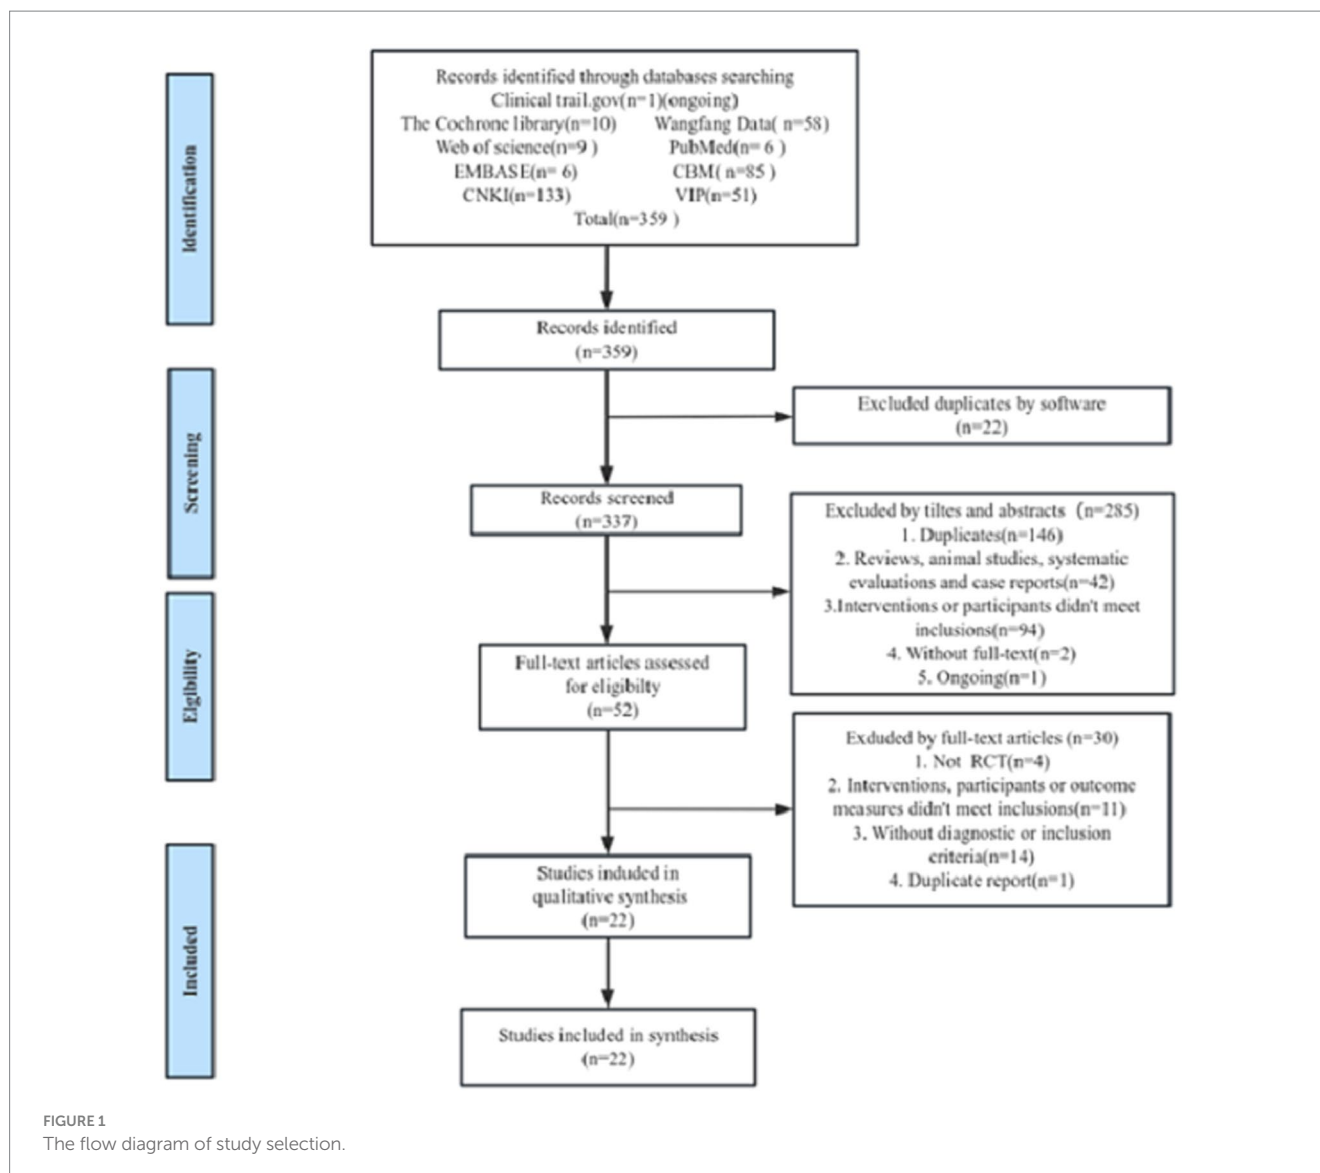 Identification
Records identified through databases searching
Clinical trail.gov(n=1)(ongoing)
The Cochrone library(n=10) Wangfang Data( n=58)
Web of science(n=9 ) PubMed(n= 6 )
EMBASE(n= 6) CBM( n=85 )
CNKI(n=133) VIP(n=51)
Total(n=359 )
Records identified
(n=359)
Screening
Excluded duplicates by software
(n=22)
Records screened
(n=337)
Excluded by tiltes and abstracts (n=285)
1. Duplicates(n=146)
2. Reviews, animal studies, systematic
evaluations and case reports(n=42)
3.Interventions or participants didn't meet
inclusions(n=94)
4. Without full-text(n=2)
5. Ongoing(n=1)
Elgibility
Full-text articles assessed
for eligibilty
(n=52)
Exduded by full-text articles (n=30)
1. Not RCT(n=4)
2. Interventions, participants or outcome
measures didn't meet inclusions(n=11)
3. Without diagnostic or inclusion
criteria(n=14)
4. Duplicate report(n=1)
Included
Studies induded in
qualitative synthesis
(n=22)
Studies included in synthesis
(n=22)
FIGURE 1
The flow diagram of study selection.